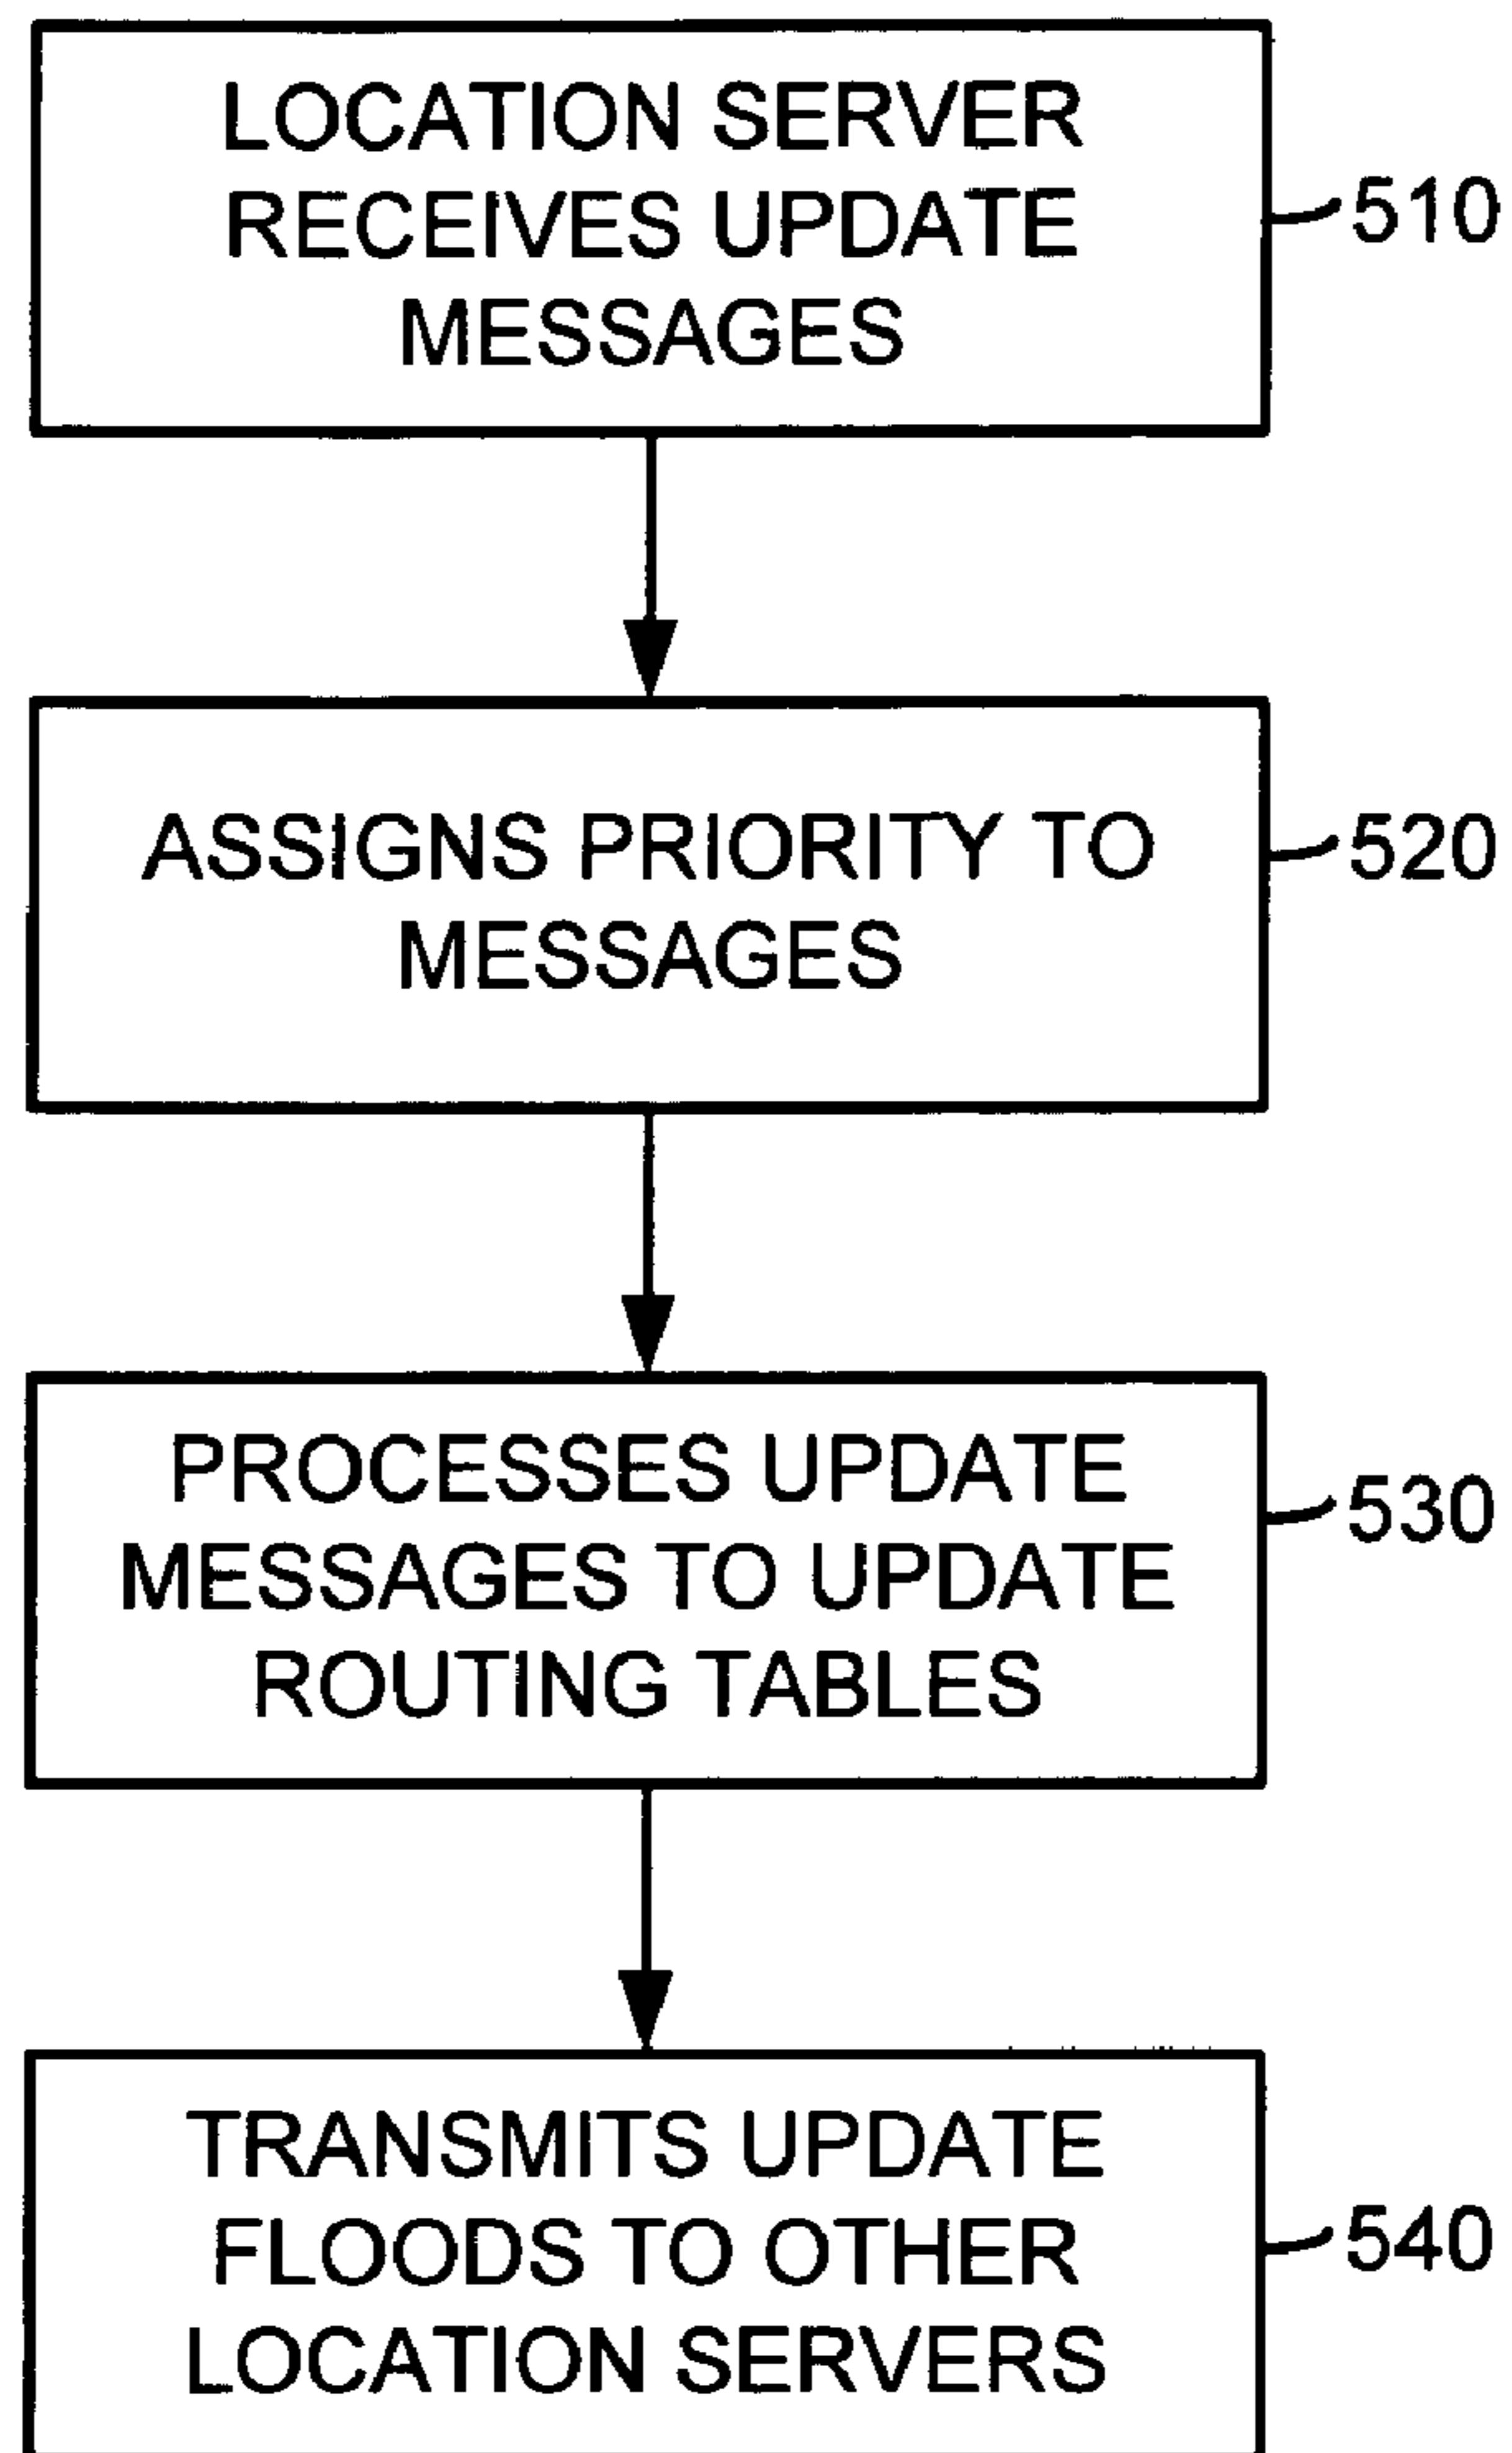 LOCATION SERVER
RECEIVES UPDATE
MESSAGES
510
ASSIGNS PRIORITY TO
MESSAGES
520
PROCESSES UPDATE
MESSAGES TO UPDATE
ROUTING TABLES
530
TRANSMITS UPDATE
FLOODS TO OTHER
LOCATION SERVERS
540